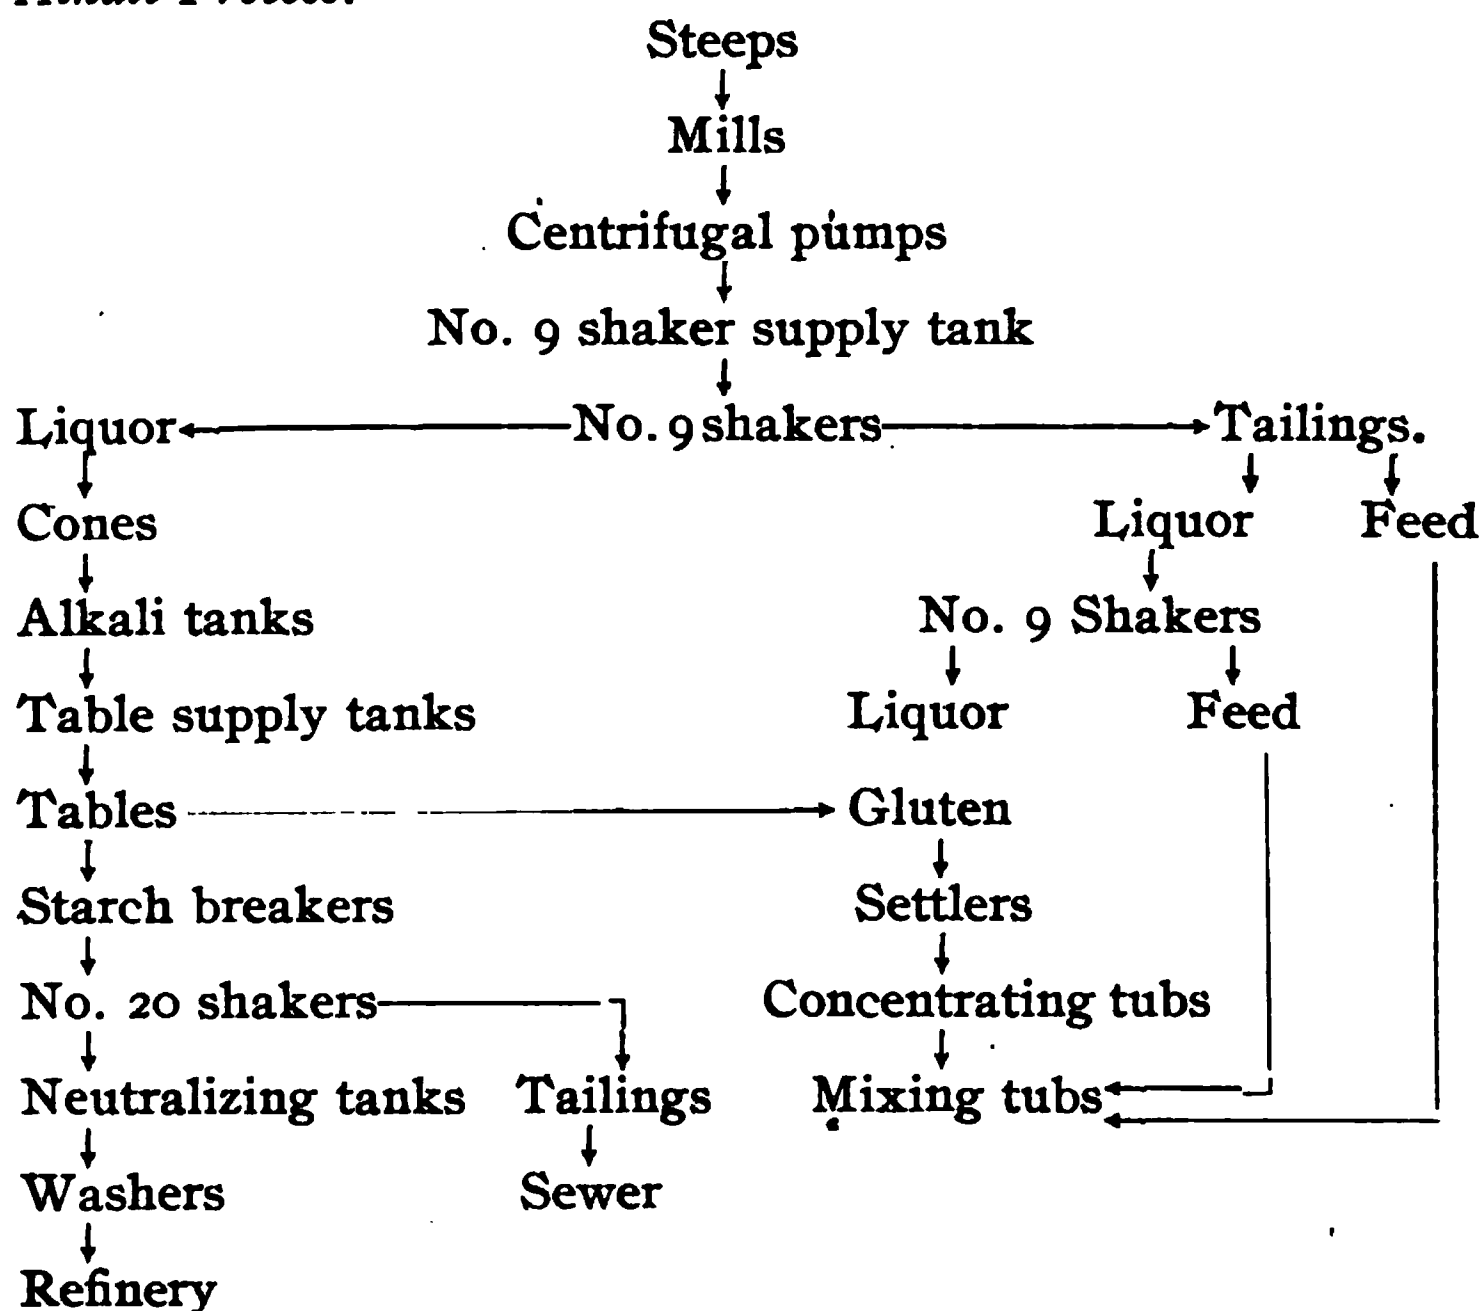 Steeps
Mills
Centrifugal pumps
No. 9 shaker supply tank
Liquor No. 9 shakers Tailings.
Cones Liquor Feed
Alkali tanks No. 9 Shakers
Table supply tanks Liquor Feed
Tables Gluten
Starch breakers Settlers
No. 20 shakers Concentrating tubs
Neutralizing tanks Tailings Mixing tubs
Washers Sewer
Refinery